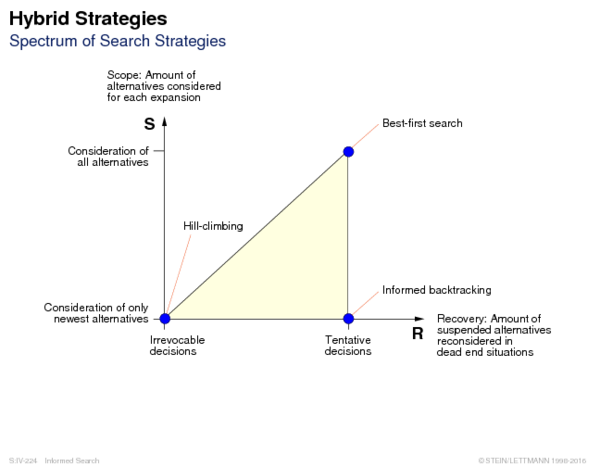 Hybrid Strategies
Spectrum of Search Strategies
Scope: Amount of
alternatives considered
for each expansion
S
Best-first search
Consideration of
all alternatives
Hill-climbing
Informed backtracking
Consideration of only
newest alternatives
R
Recovery: Amount of
suspended alternatives
reconsidered in
dead end situations
Irrevocable
decisions
Tentative
decisions
S:IV-224 Informed Search
© STEIN/LETTMANN 1998-2016